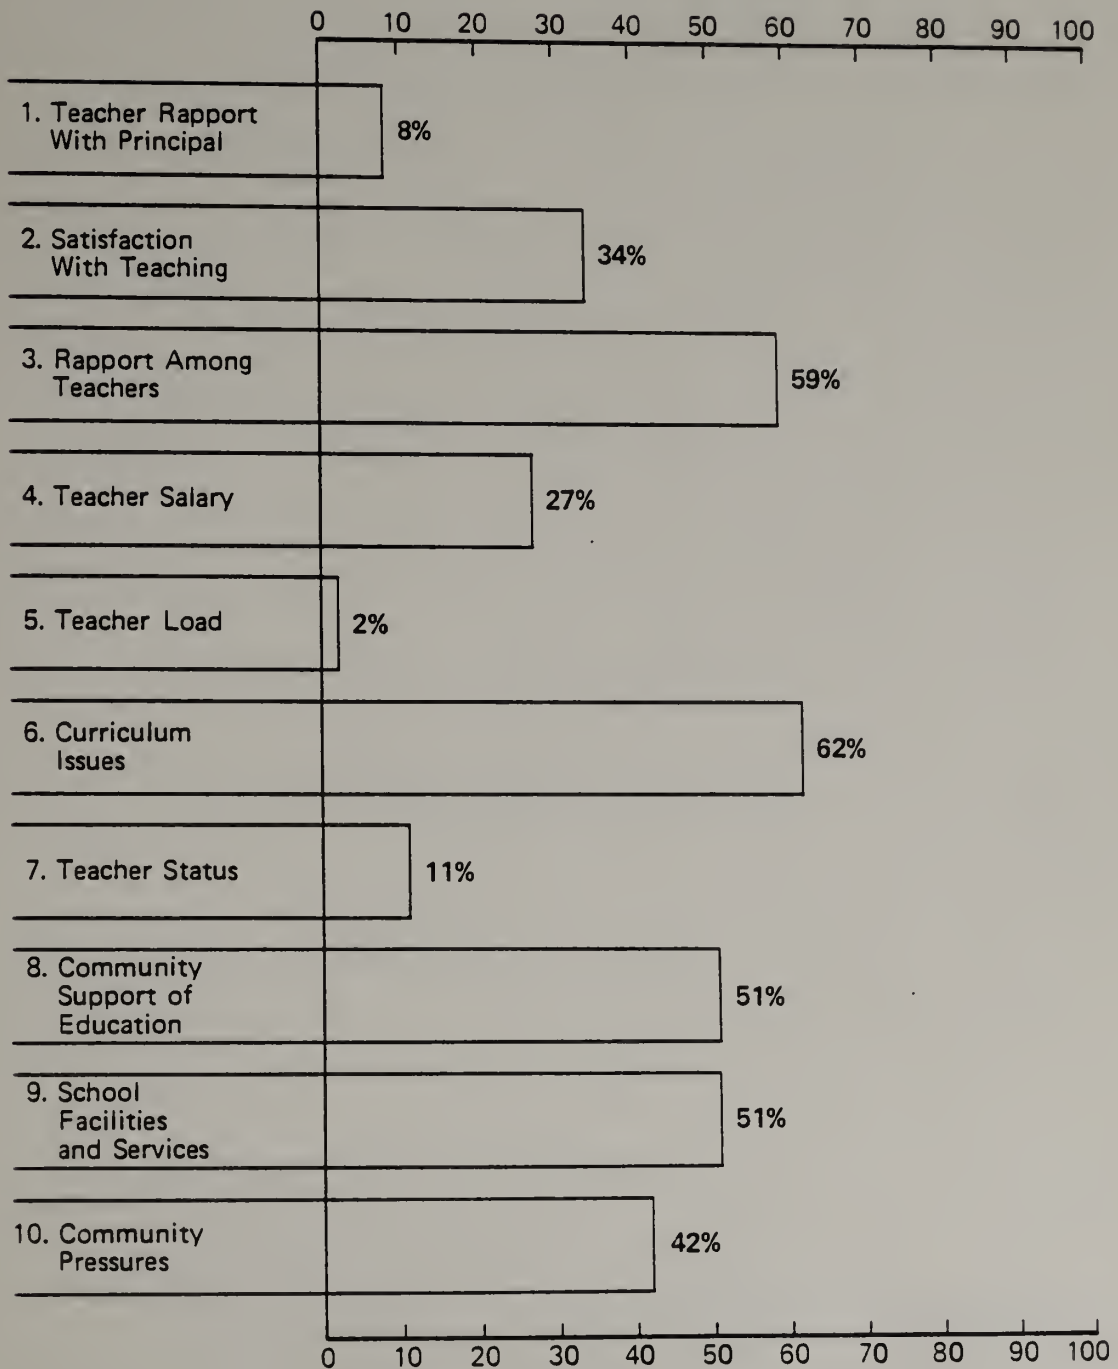 0 10 20 30 40 50 60 70 80 90 100
1. Teacher Rapport
With Principal
8%
2. Satisfaction
With Teaching
34%
3. Rapport Among
Teachers
59%
4. Teacher Salary
27%
5. Teacher Load
2%
6. Curriculum
Issues
62%
7. Teacher Status
11%
8. Community
Support of
Education
51%
9. School
Facilities
and Services
51%
10. Community
Pressures
42%
0 10 20 30 40 50 60 70 80 90 100